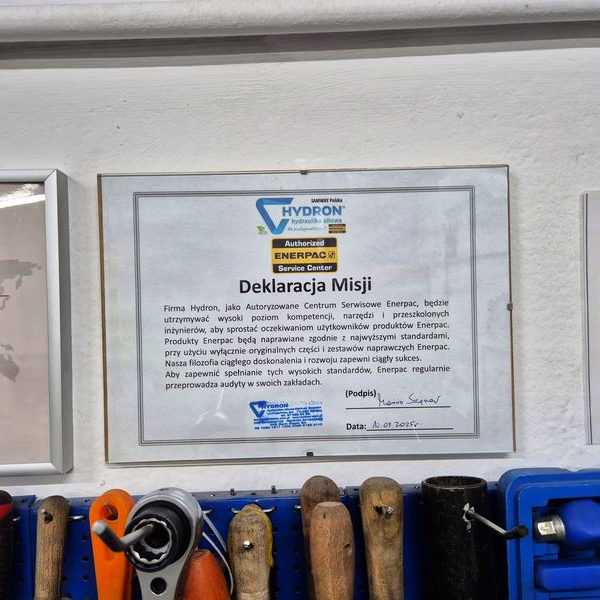 SAMWAY Polska
HYDRON®
hydraulika siłowa
Authorized
ENERPAC
Service Center
Deklaracja Misji
Firma Hydron, jako Autoryzowane Centrum Serwisowe Enerpac, będzie
utrzymywać wysoki poziom kompetencji, narzędzi i przeszkolonych
inżynierów, aby sprostać oczekiwaniom użytkowników produktów Enerpac.
Produkty Enerpac będą naprawiane zgodnie z najwyższymi standardami,
przy użyciu wyłącznie oryginalnych części i zestawów naprawczych Enerpac.
Nasza filozofia ciągłego doskonalenia i rozwoju zapewni ciągły sukces.
Aby zapewnić spełnianie tych wysokich standardów, Enerpac regularnie
przeprowadza audyty w swoich zakładach.
(Podpis)
HYDRON
Data: 10.03.2025r